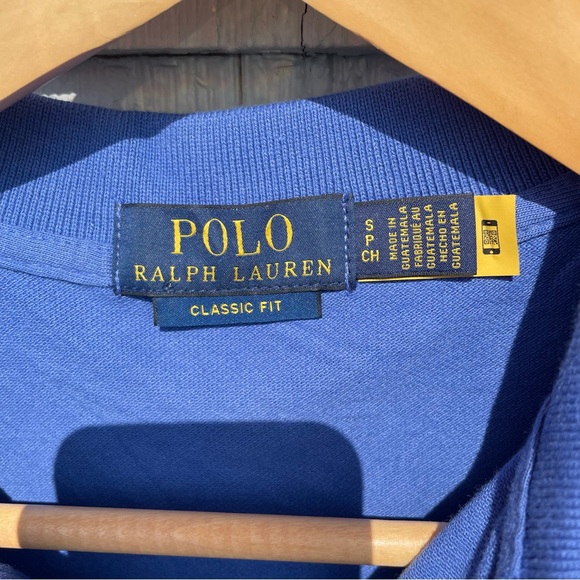 POLO
RALPH LAUREN
CLASSIC FIT
S
P
CH
MADE IN
GUATEMALA
FABRIQUÉ AU
GUATEMALA
HECHO EN
GUATEMALA